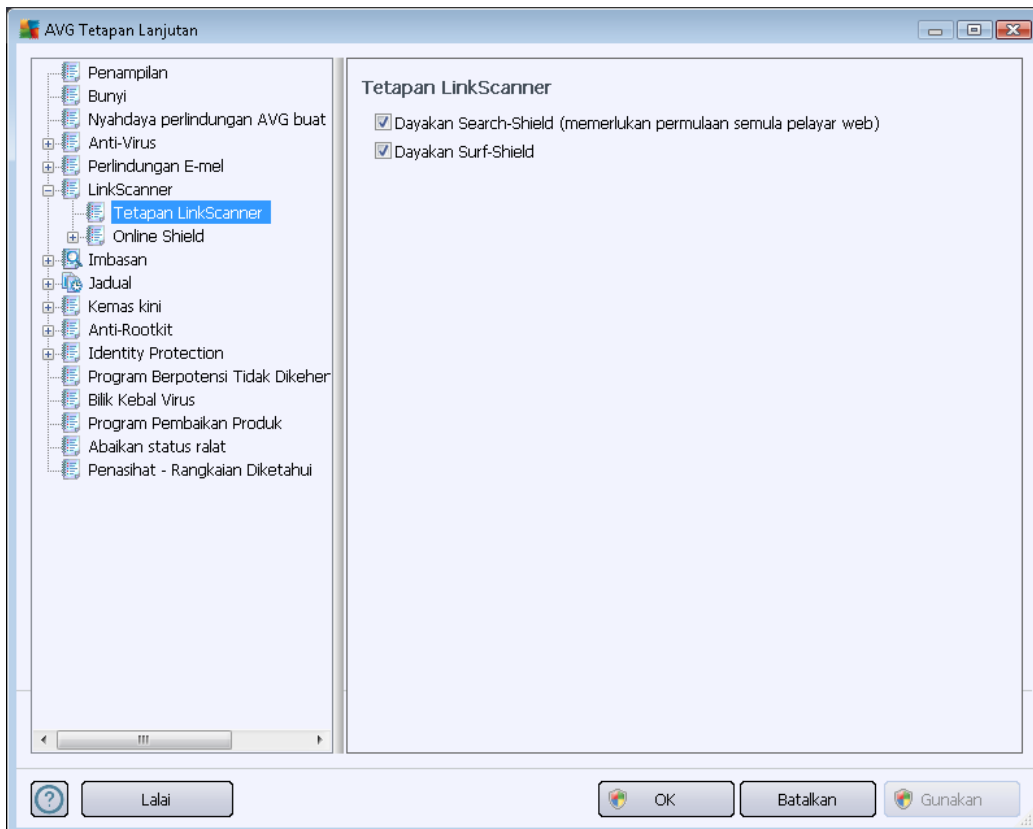 AVG Tetapan Lanjutan
Penampilan
Bunyi
Nyahdaya perlindungan AVG buat
Anti-Virus
Perlindungan E-mel
LinkScanner
Tetapan LinkScanner
Online Shield
Imbasan
Jadual
Kemas kini
Anti-Rootkit
Identity Protection
Program Berpotensi Tidak Dikeher
Bilik Kebal Virus
Program Pembaikan Produk
Abaikan status ralat
Penasihat - Rangkaian Diketahui
Tetapan LinkScanner
Dayakan Search-Shield (memerlukan permulaan semula pelayar web)
Dayakan Surf-Shield
Lalai
OK
Batalkan
Gunakan